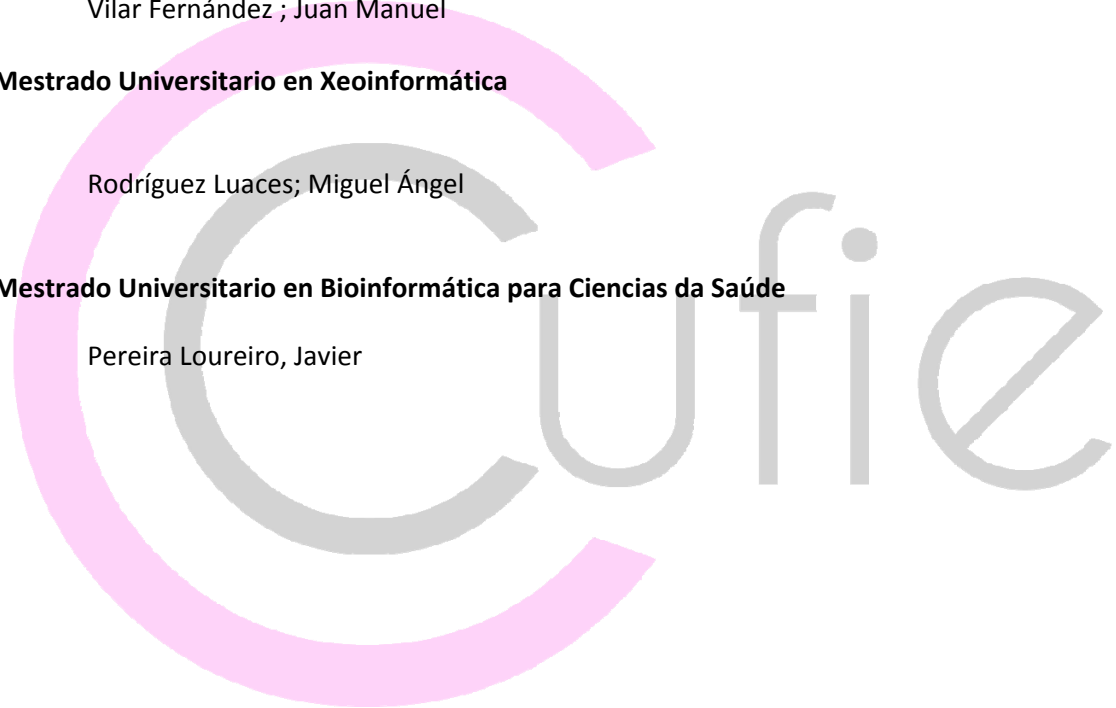 Vilar Fernández ; Juan Manuel
Mestrado Universitario en Xeoinformática
Rodríguez Luaces; Miguel Ángel
Mestrado Universitario en Bioinformática para Ciencias da Saúde
Pereira Loureiro, Javier
Cufie